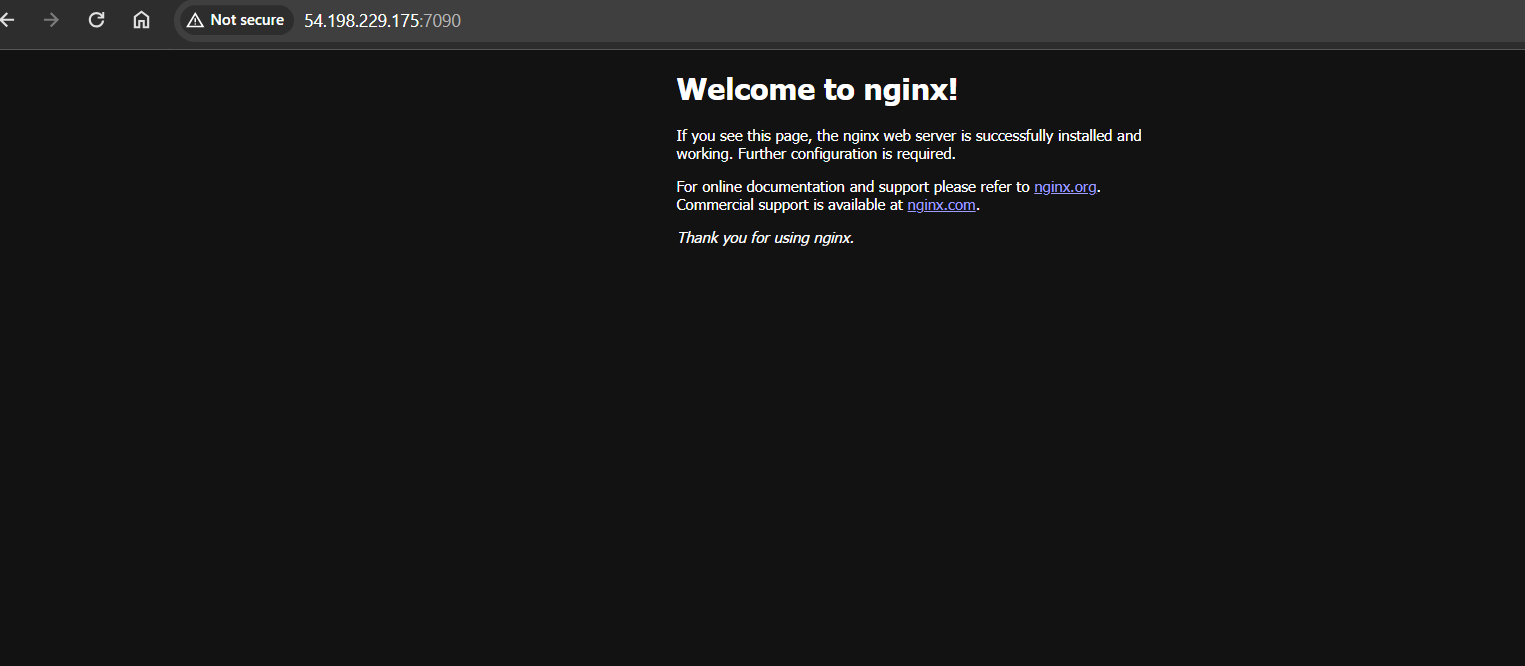 Not secure 54.198.229.175:7090
Welcome to nginx!
If you see this page, the nginx web server is successfully installed and
working. Further configuration is required.
For online documentation and support please refer to nginx.org.
Commercial support is available at nginx.com.
Thank you for using nginx.